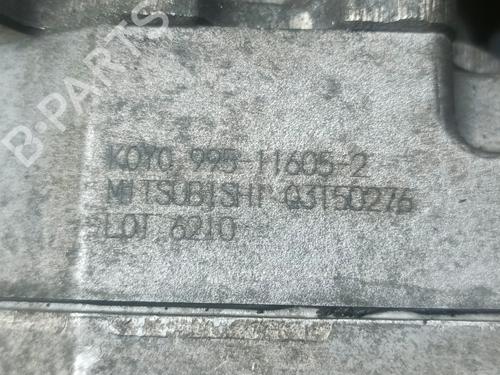 B-PARTS
KOYO 995-11605-2
MITSUBISHI Q3T50276
LOT 6210